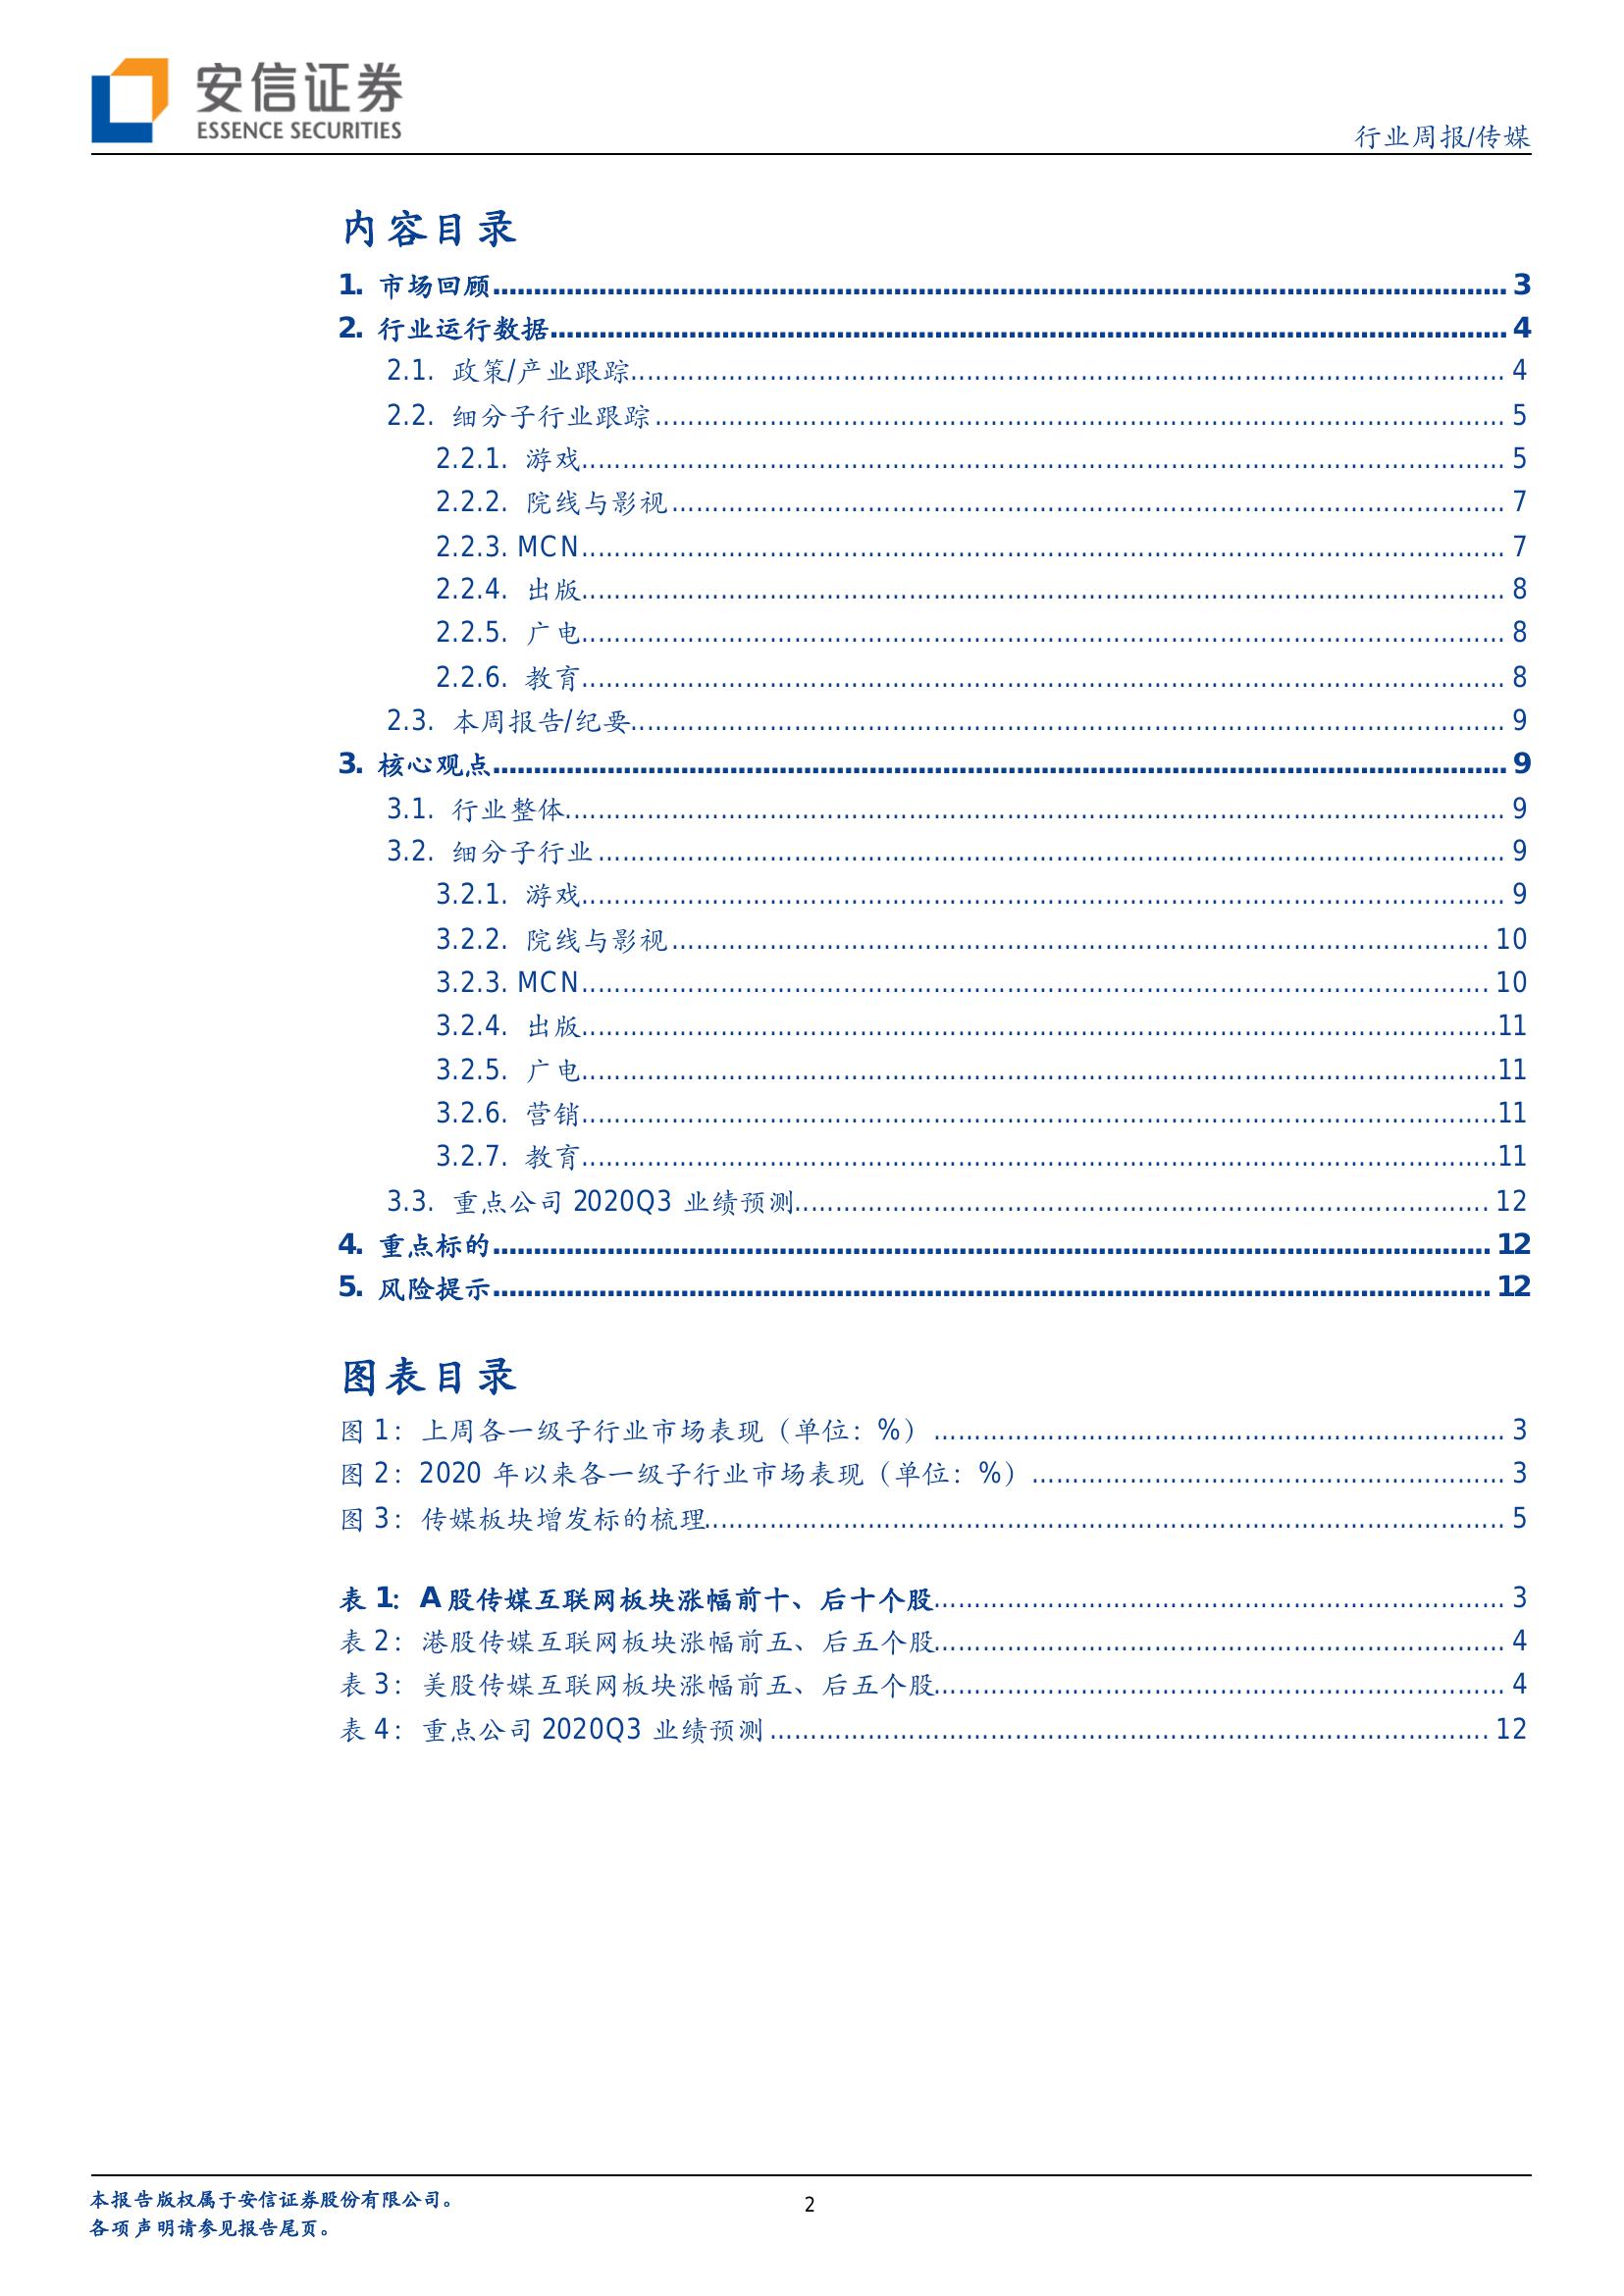 安信证券
ESSENCE SECURITIES
行业周报/传媒
内容目录
1. 市场回顾 3
2. 行业运行数据 4
2.1. 政策/产业跟踪 4
2.2. 细分子行业跟踪 5
2.2.1. 游戏 5
2.2.2. 院线与影视 7
2.2.3. MCN 7
2.2.4. 出版 8
2.2.5. 广电 8
2.2.6. 教育 8
2.3. 本周报告/纪要 9
3. 核心观点 9
3.1. 行业整体 9
3.2. 细分子行业 9
3.2.1. 游戏 9
3.2.2. 院线与影视 10
3.2.3. MCN 10
3.2.4. 出版 11
3.2.5. 广电 11
3.2.6. 营销 11
3.2.7. 教育 11
3.3. 重点公司 2020Q3 业绩预测 12
4. 重点标的 12
5. 风险提示 12
图表目录
图 1：上周各一级子行业市场表现（单位：%） 3
图 2：2020 年以来各一级子行业市场表现（单位：%） 3
图 3：传媒板块增发标的梳理 5
表 1：A 股传媒互联网板块涨幅前十、后十个股 3
表 2：港股传媒互联网板块涨幅前五、后五个股 4
表 3：美股传媒互联网板块涨幅前五、后五个股 4
表 4：重点公司 2020Q3 业绩预测 12
本报告版权属于安信证券股份有限公司。
2
各项声明请参见报告尾页。